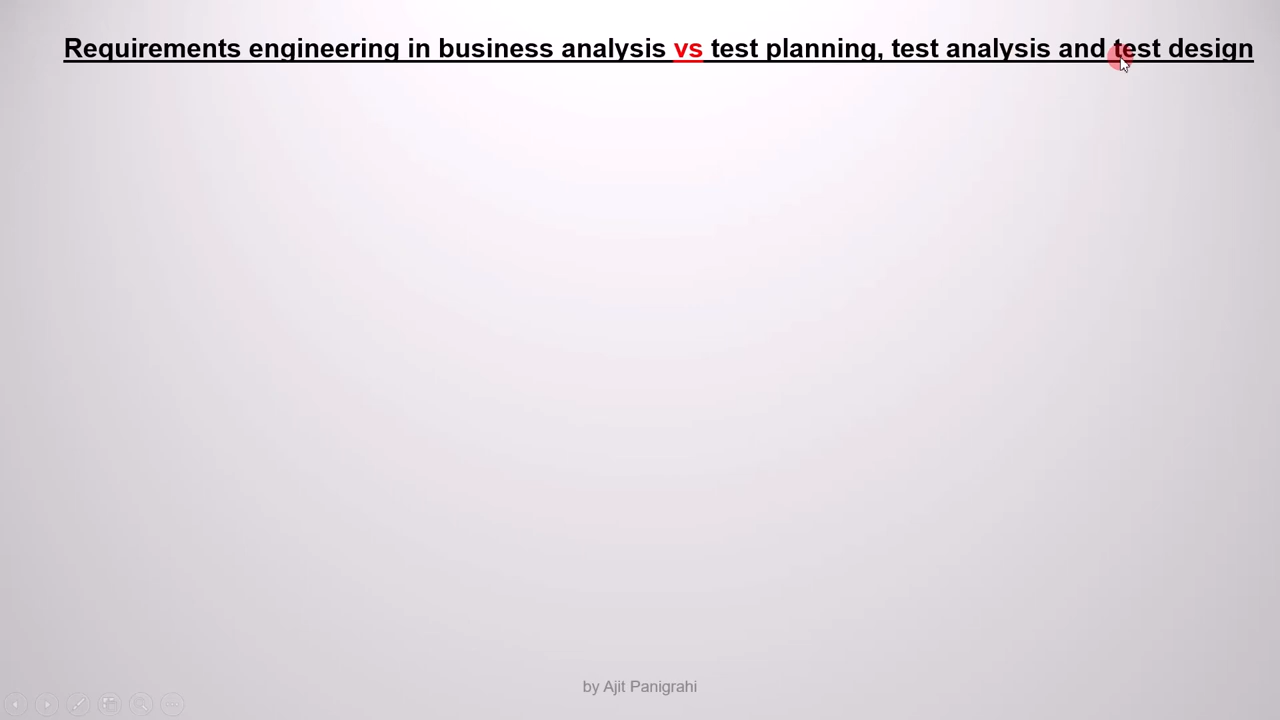 Requirements engineering in business analysis vs test planning, test analysis and test design
by Ajit Panigrahi